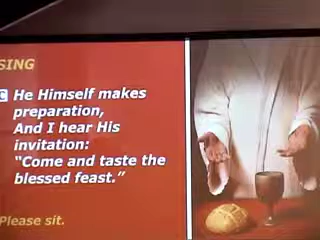 SING
C He Himself makes
preparation,
And I hear His
invitation:
“Come and taste the
blessed feast.”
Please sit.